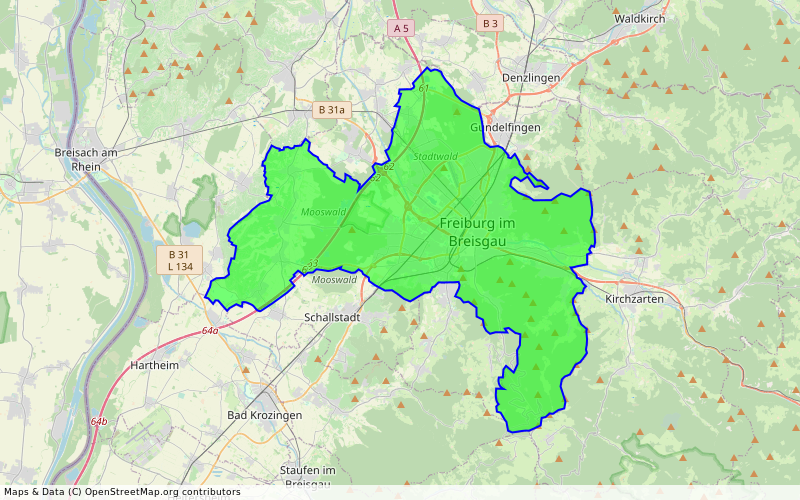 Waldkirch
B 3
A 5
Denzlingen
61
B 31a
Gundelfingen
Breisach am
Rhein
Stadtwald
62
Mooswald
Freiburg im
Breisgau
B 31
L 134
63
Mooswald
Kirchzarten
Schallstadt
64a
Hartheim
Bad Krozingen
64b
Staufen im
Breisgau
Maps & Data (C) OpenStreetMap.org contributors